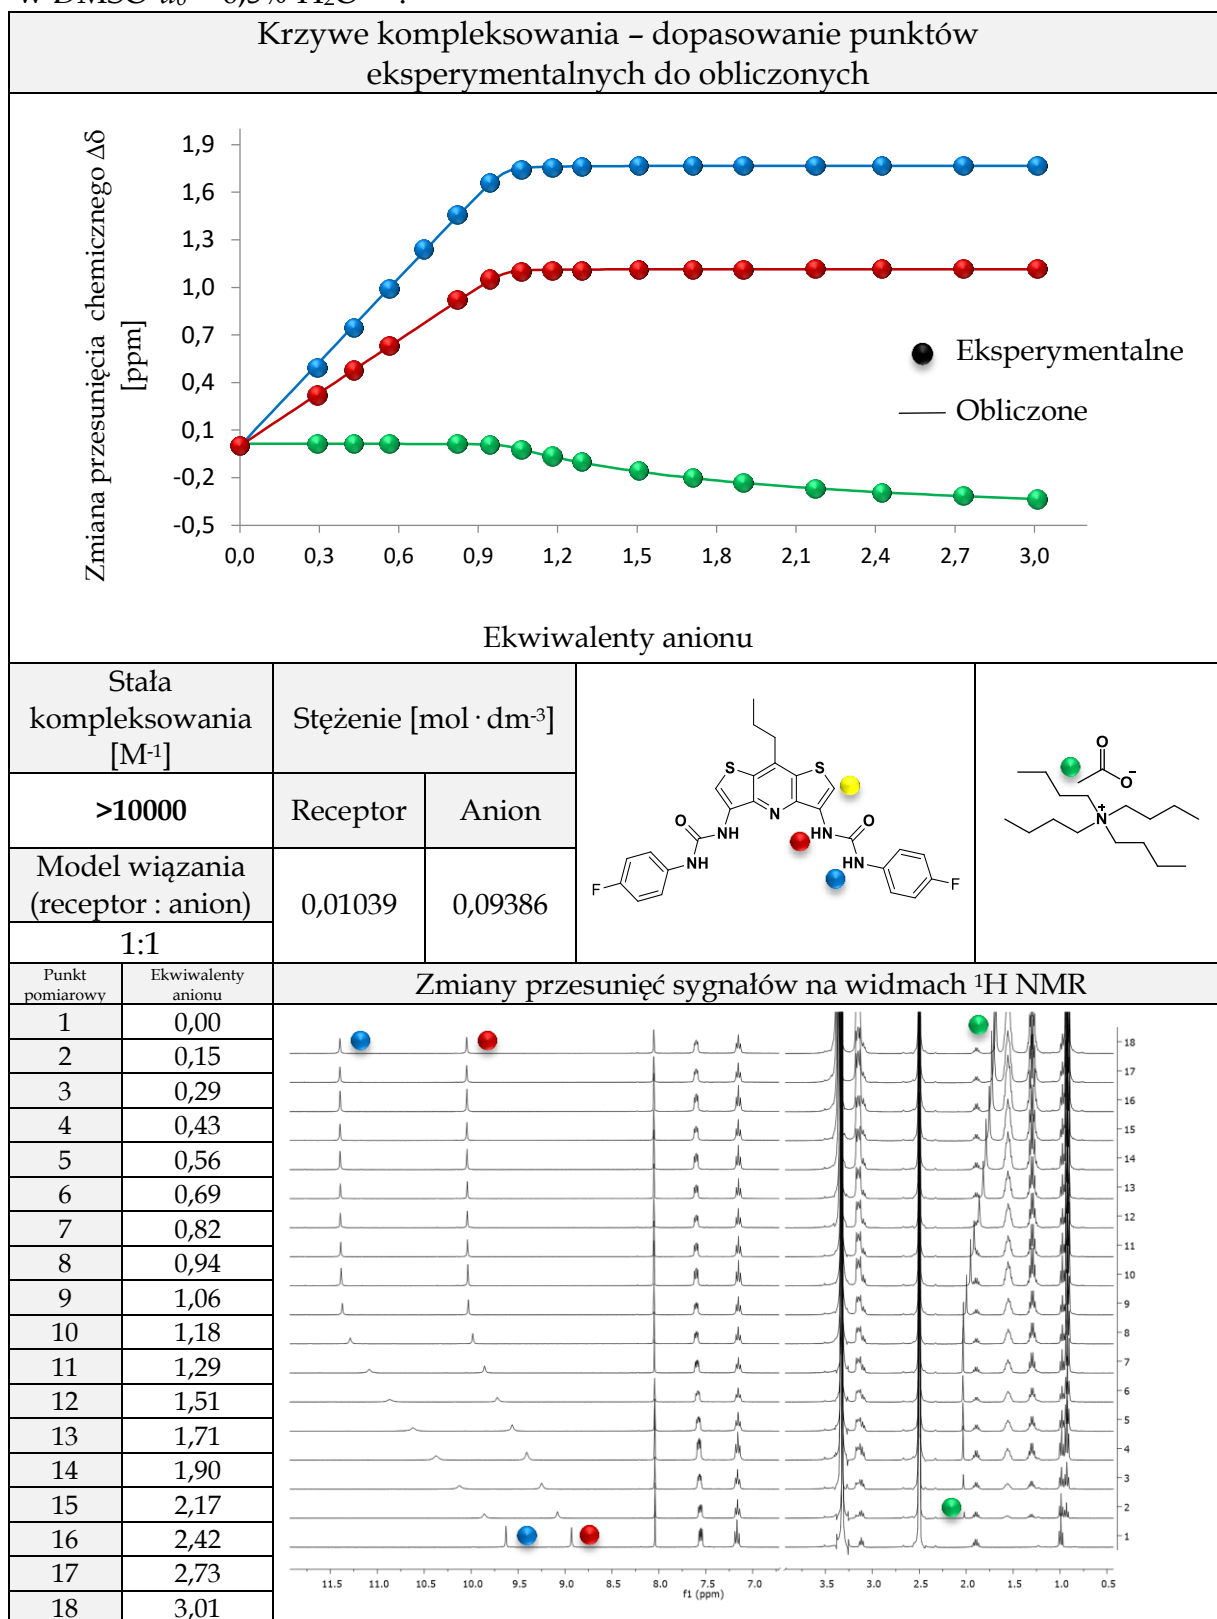 w DMSO-d₆ + 0,5% H₂O
Krzywe kompleksowania – dopasowanie punktów
eksperymentalnych do obliczonych
Zmiana przesunięcia chemicznego Δδ
[ppm]
1,9
1,6
1,3
1,0
0,7
0,4
0,1
-0,2
-0,5
0,0 0,3 0,6 0,9 1,2 1,5 1,8 2,1 2,4 2,7 3,0
Ekwiwalenty anionu
Eksperymentalne
Obliczone
Stała
kompleksowania
[M⁻¹]
Stężenie [mol · dm⁻³]
>10000
Receptor
Anion
Model wiązania
(receptor : anion)
0,01039
0,09386
1:1
S S
N
O NH HN O
NH HN
F F
O
O⁻
N⁺
Punkt
pomiarowy
Ekwiwalenty
anionu
Zmiany przesunięć sygnałów na widmach ¹H NMR
1 0,00
2 0,15
3 0,29
4 0,43
5 0,56
6 0,69
7 0,82
8 0,94
9 1,06
10 1,18
11 1,29
12 1,51
13 1,71
14 1,90
15 2,17
16 2,42
17 2,73
18 3,01
18
17
16
15
14
13
12
11
10
9
8
7
6
5
4
3
2
1
11.5 11.0 10.5 10.0 9.5 9.0 8.5 8.0 7.5 7.0 3.5 3.0 2.5 2.0 1.5 1.0 0.5
f1 (ppm)